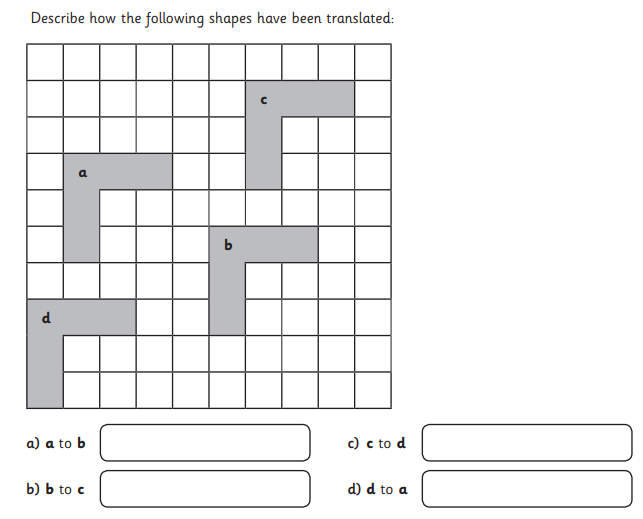 Describe how the following shapes have been translated:
c
a
b
d
a) a to b
c) c to d
b) b to c
d) d to a